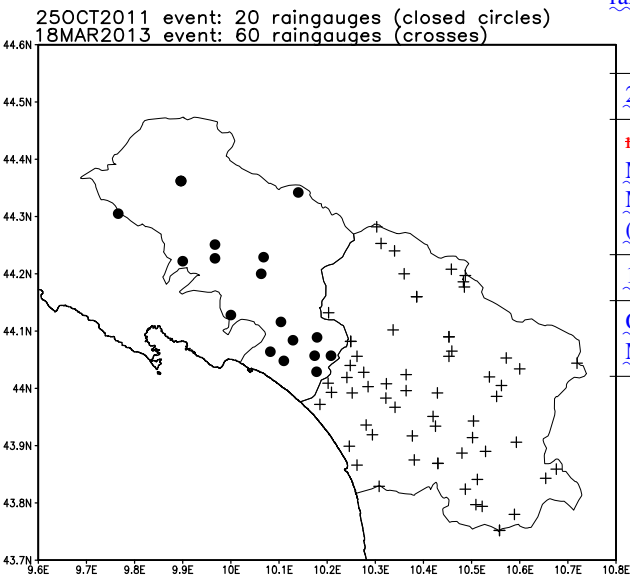 25OCT2011 event: 20 raingauges (closed circles)
18MAR2013 event: 60 raingauges (crosses)
44.6N
44.5N
44.4N
44.3N
44.2N
44.1N
44N
43.9N
43.8N
43.7N
9.6E 9.7E 9.8E 9.9E 10E 10.1E 10.2E 10.3E 10.4E 10.5E 10.6E 10.7E 10.8E